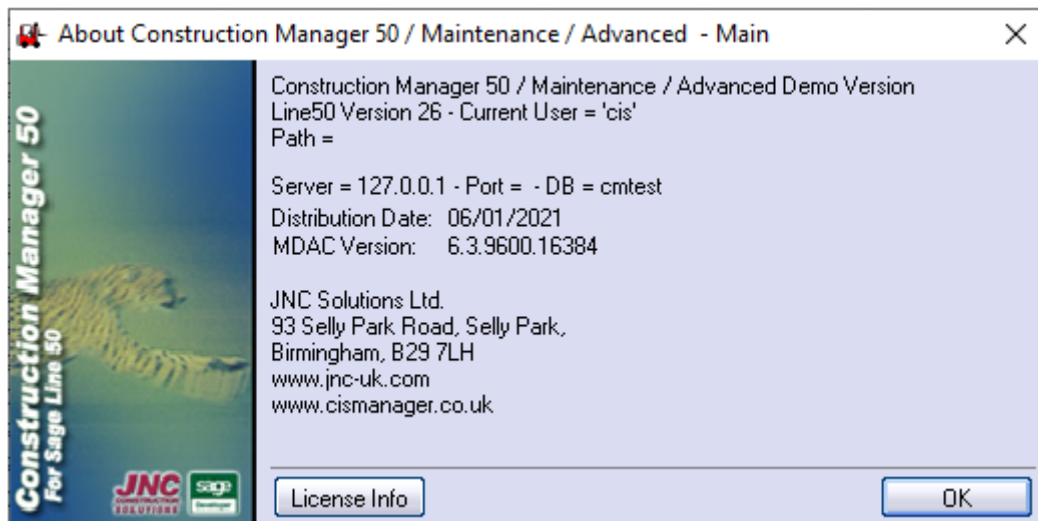 About Construction Manager 50 / Maintenance / Advanced - Main
Construction Manager 50
For Sage Line 50
JNC
CONSTRUCTION
SOLUTIONS
sage
Developer
Construction Manager 50 / Maintenance / Advanced Demo Version
Line50 Version 26 - Current User = 'cis'
Path =
Server = 127.0.0.1 - Port =  - DB = cmtest
Distribution Date: 06/01/2021
MDAC Version: 6.3.9600.16384
JNC Solutions Ltd.
93 Selly Park Road, Selly Park,
Birmingham, B29 7LH
www.jnc-uk.com
www.cismanager.co.uk
License Info
OK